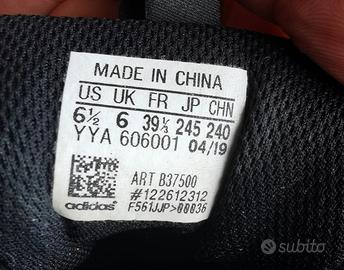 MADE IN CHINA
US UK FR JP CHN
6½ 6 39⅓ 245 240
YYA 606001 04/19
ART B37500
#122612312
adidas F561JJP>00036
subito